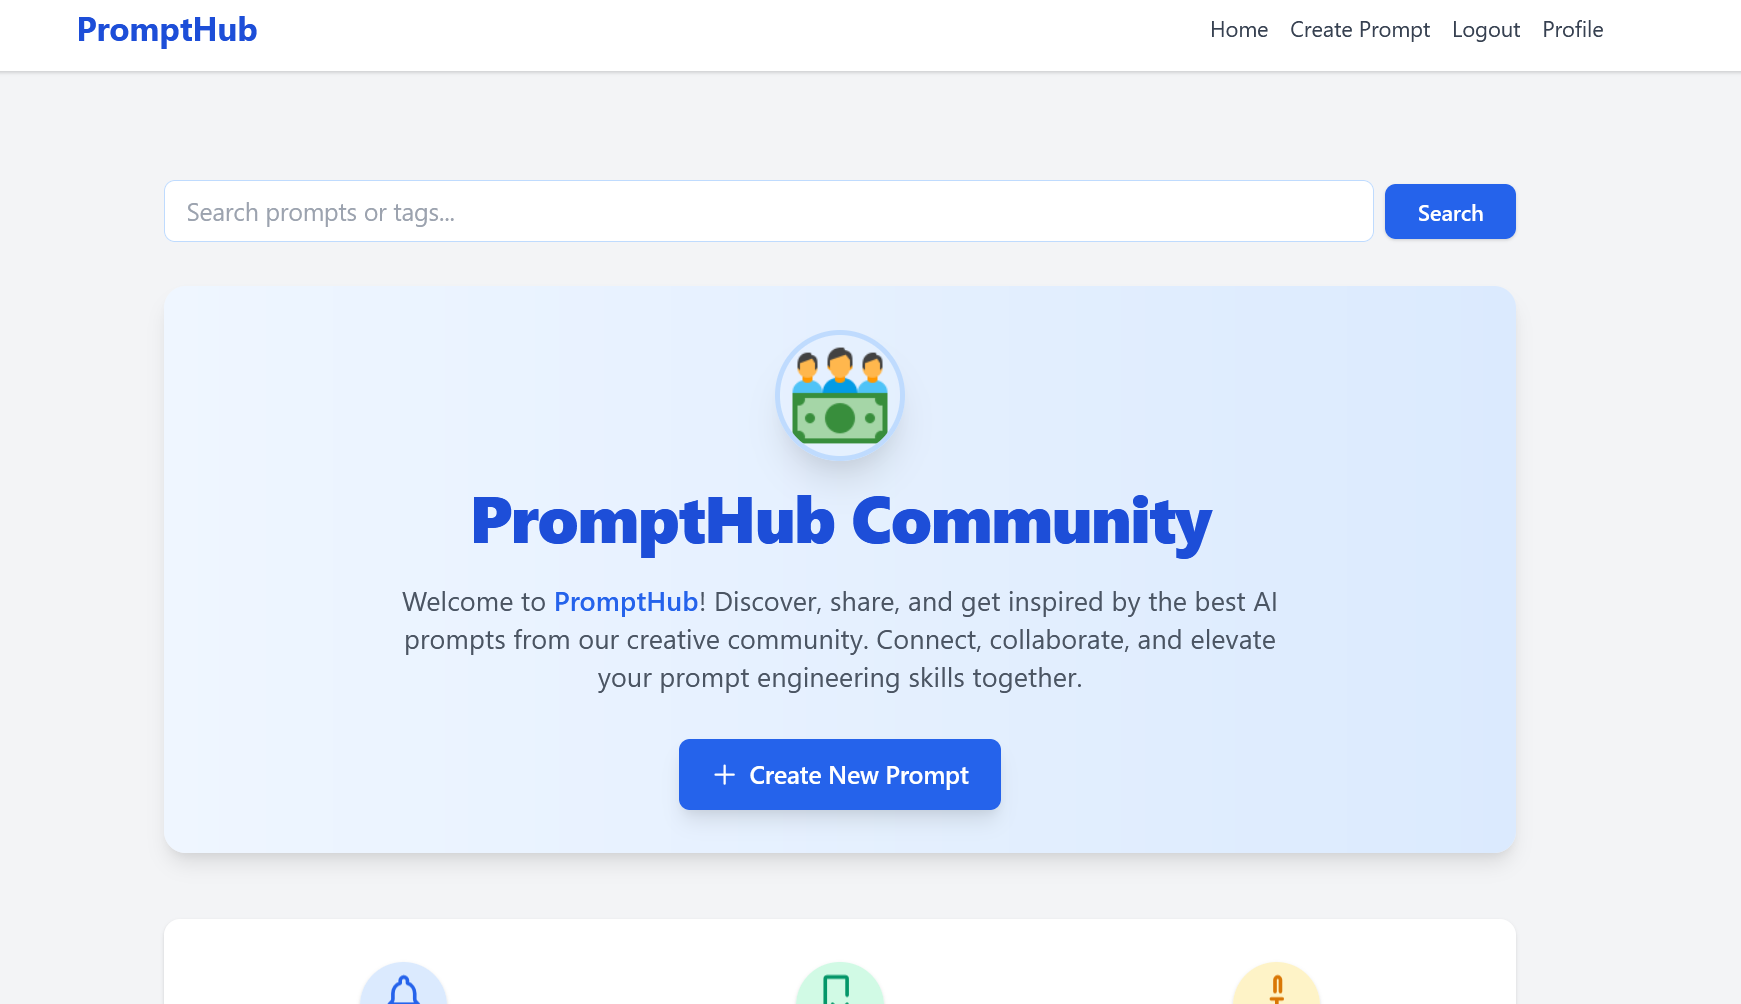 PromptHub
Home Create Prompt Logout Profile
Search prompts or tags...
Search
PromptHub Community
Welcome to PromptHub! Discover, share, and get inspired by the best AI
prompts from our creative community. Connect, collaborate, and elevate
your prompt engineering skills together.
+ Create New Prompt